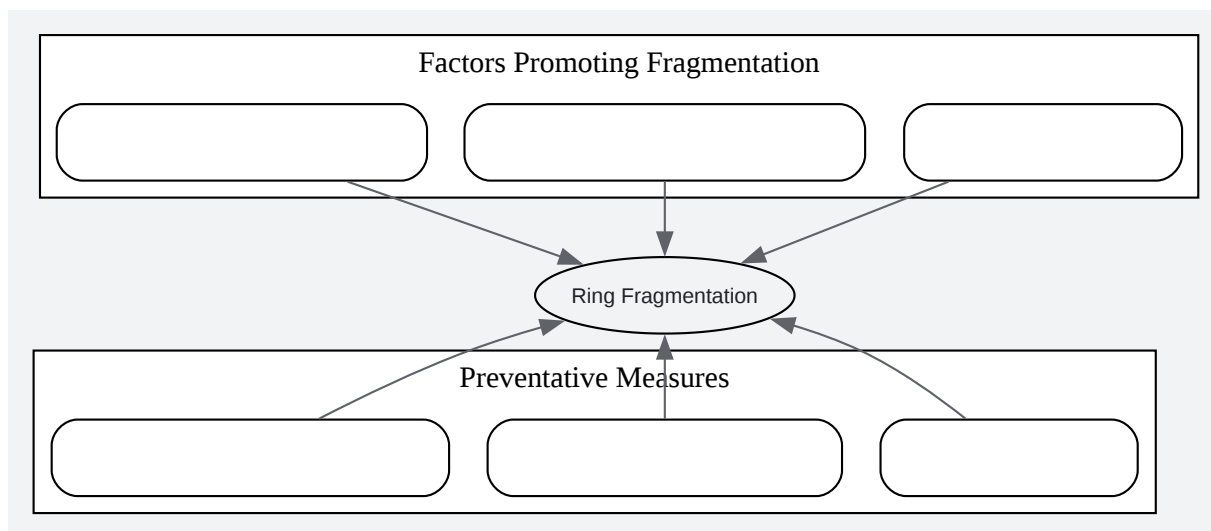 Factors Promoting Fragmentation
Ring Fragmentation
Preventative Measures